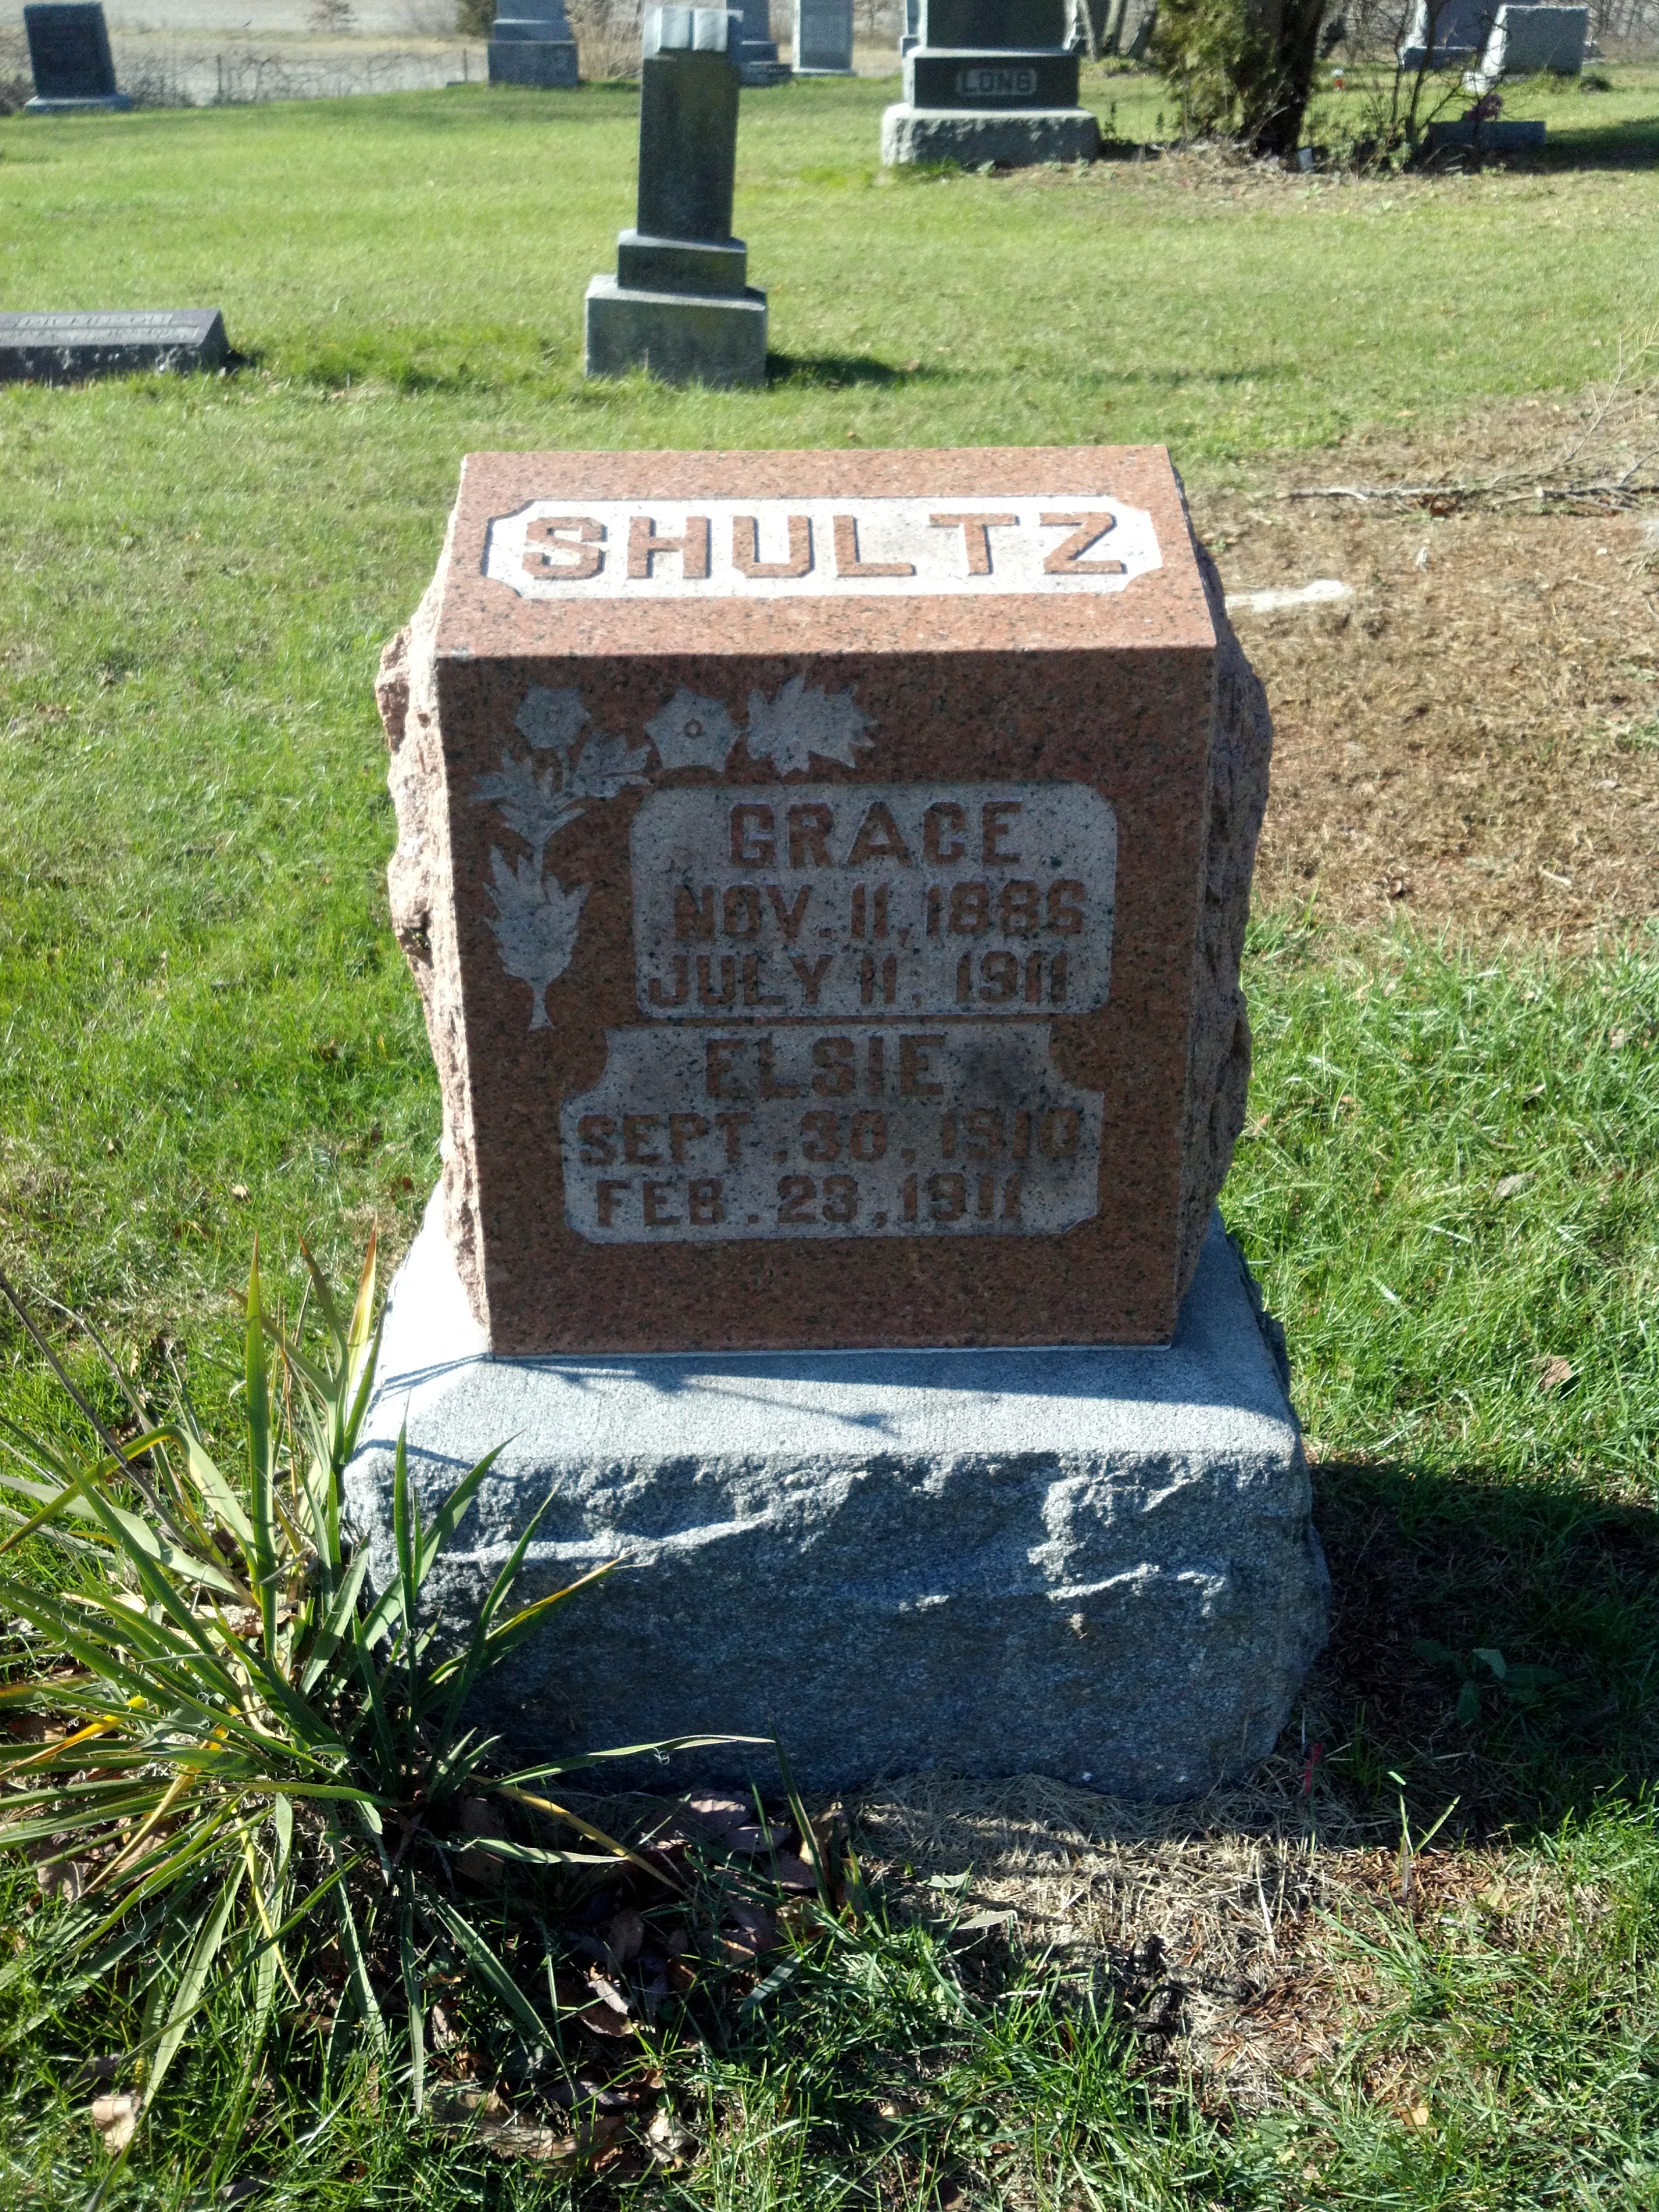 LONG
SHULTZ
GRACE
NOV. 11, 1886
JULY 11, 1911
ELSIE
SEPT. 30, 1910
FEB. 23, 1911